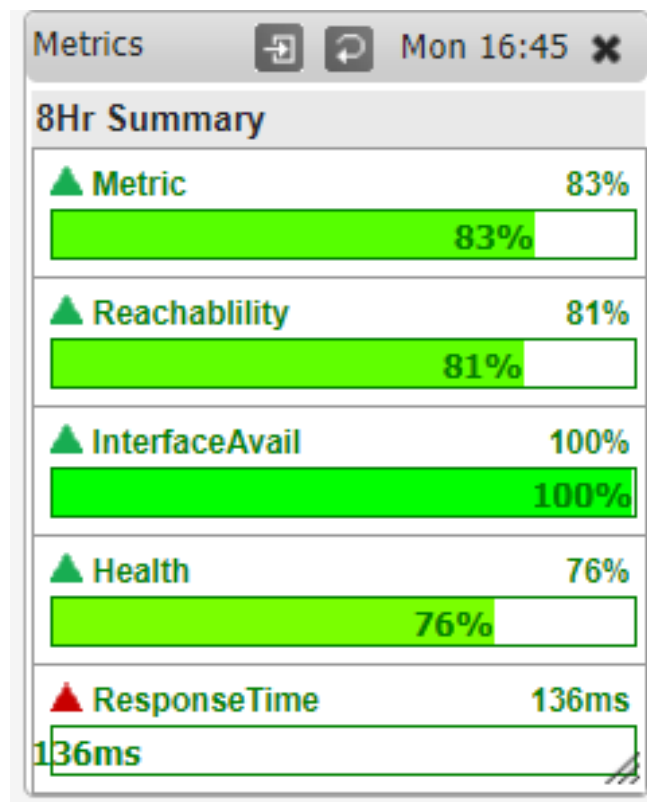 Metrics Mon 16:45
8Hr Summary
Metric 83%
83%
Reachablility 81%
81%
InterfaceAvail 100%
100%
Health 76%
76%
ResponseTime 136ms
136ms